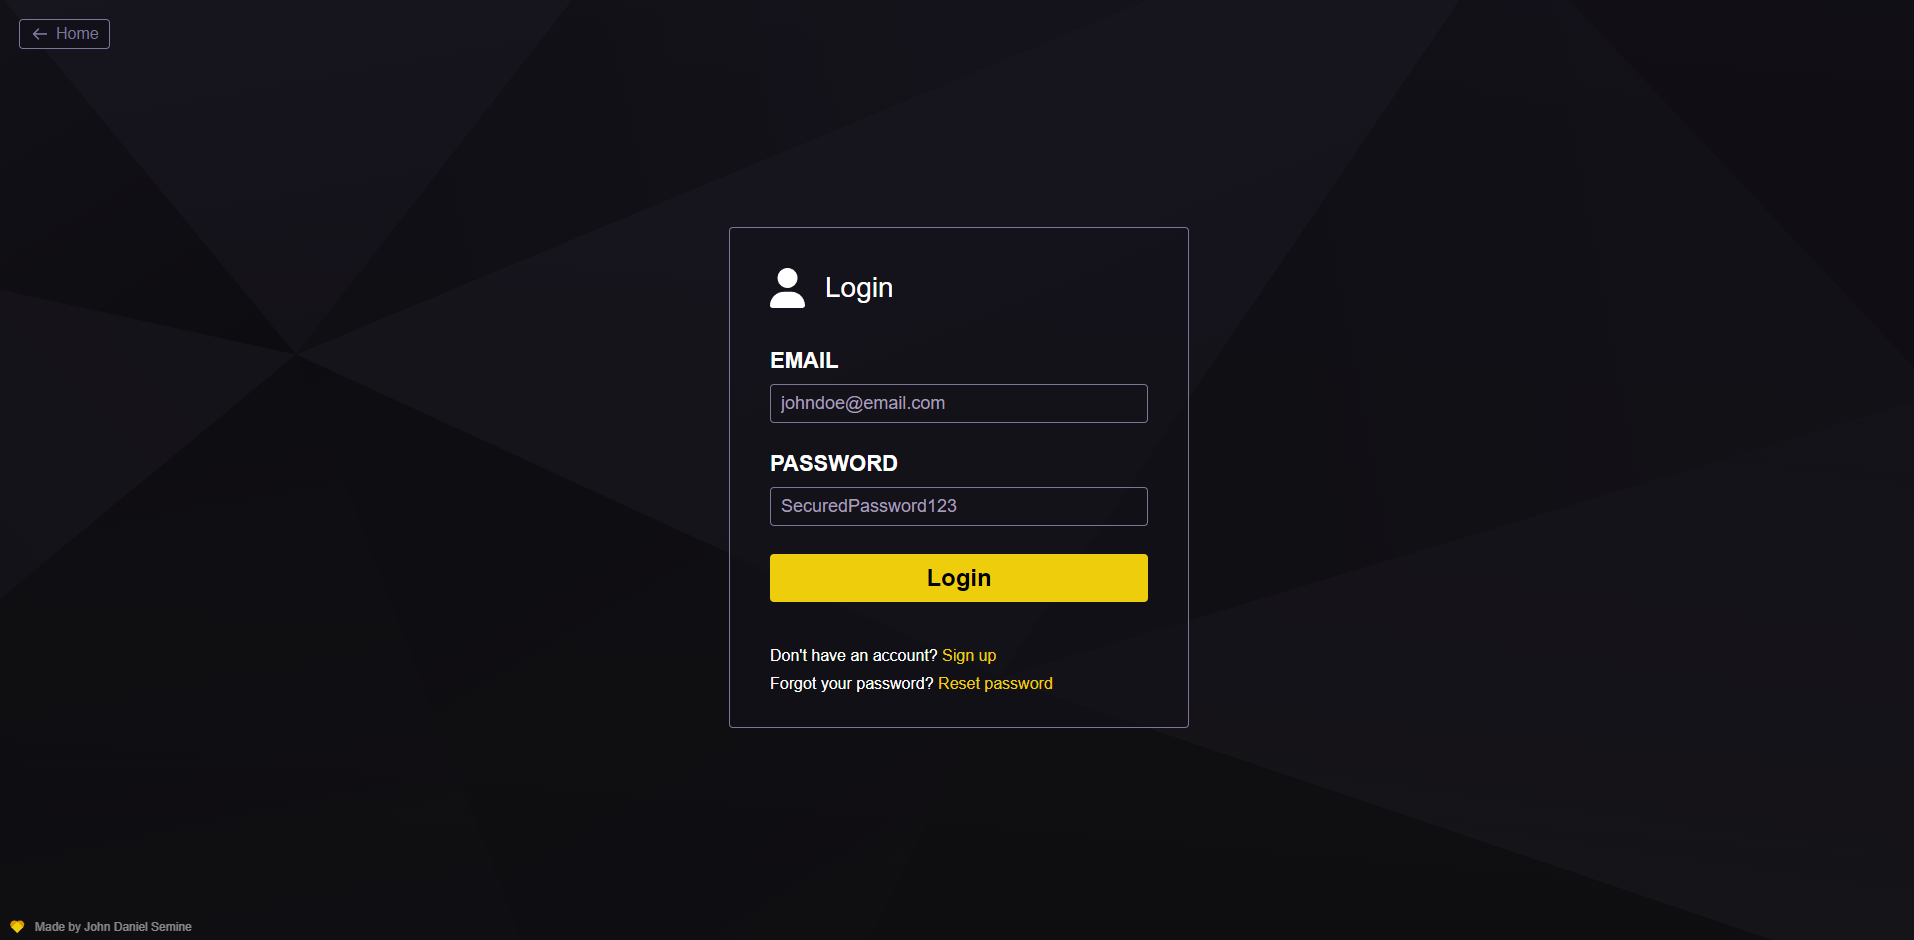 Home
Login
EMAIL
johndoe@email.com
PASSWORD
SecuredPassword123
Login
Don't have an account? Sign up
Forgot your password? Reset password
Made by John Daniel Semine